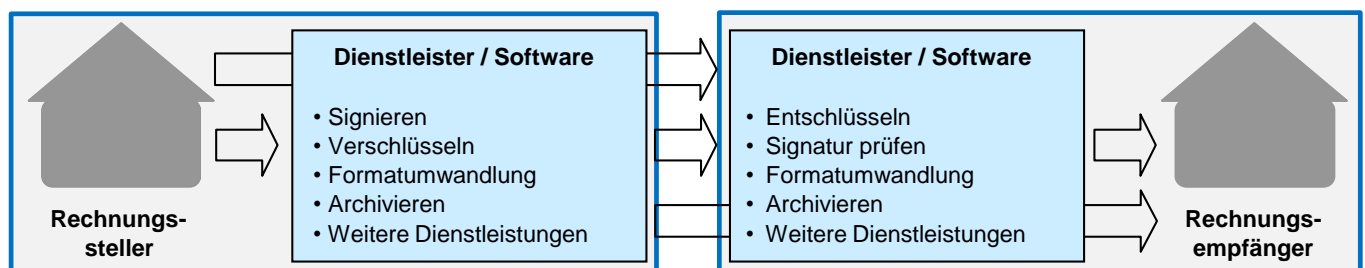 Rechnungs-
steller
Dienstleister / Software
• Signieren
• Verschlüsseln
• Formatumwandlung
• Archivieren
• Weitere Dienstleistungen
Dienstleister / Software
• Entschlüsseln
• Signatur prüfen
• Formatumwandlung
• Archivieren
• Weitere Dienstleistungen
Rechnungs-
empfänger